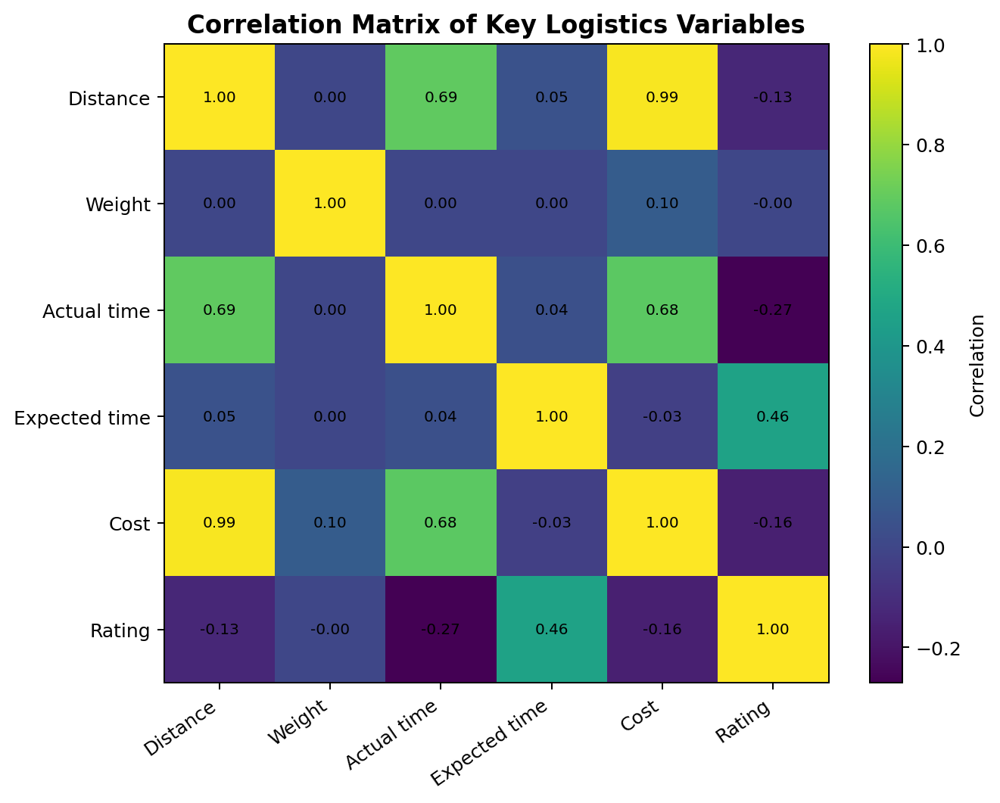 Correlation Matrix of Key Logistics Variables
Distance 1.00 0.00 0.69 0.05 0.99 -0.13
Weight 0.00 1.00 0.00 0.00 0.10 -0.00
Actual time 0.69 0.00 1.00 0.04 0.68 -0.27
Expected time 0.05 0.00 0.04 1.00 -0.03 0.46
Cost 0.99 0.10 0.68 -0.03 1.00 -0.16
Rating -0.13 -0.00 -0.27 0.46 -0.16 1.00
Distance Weight Actual time Expected time Cost Rating
1.0
0.8
0.6
0.4
0.2
0.0
−0.2
Correlation